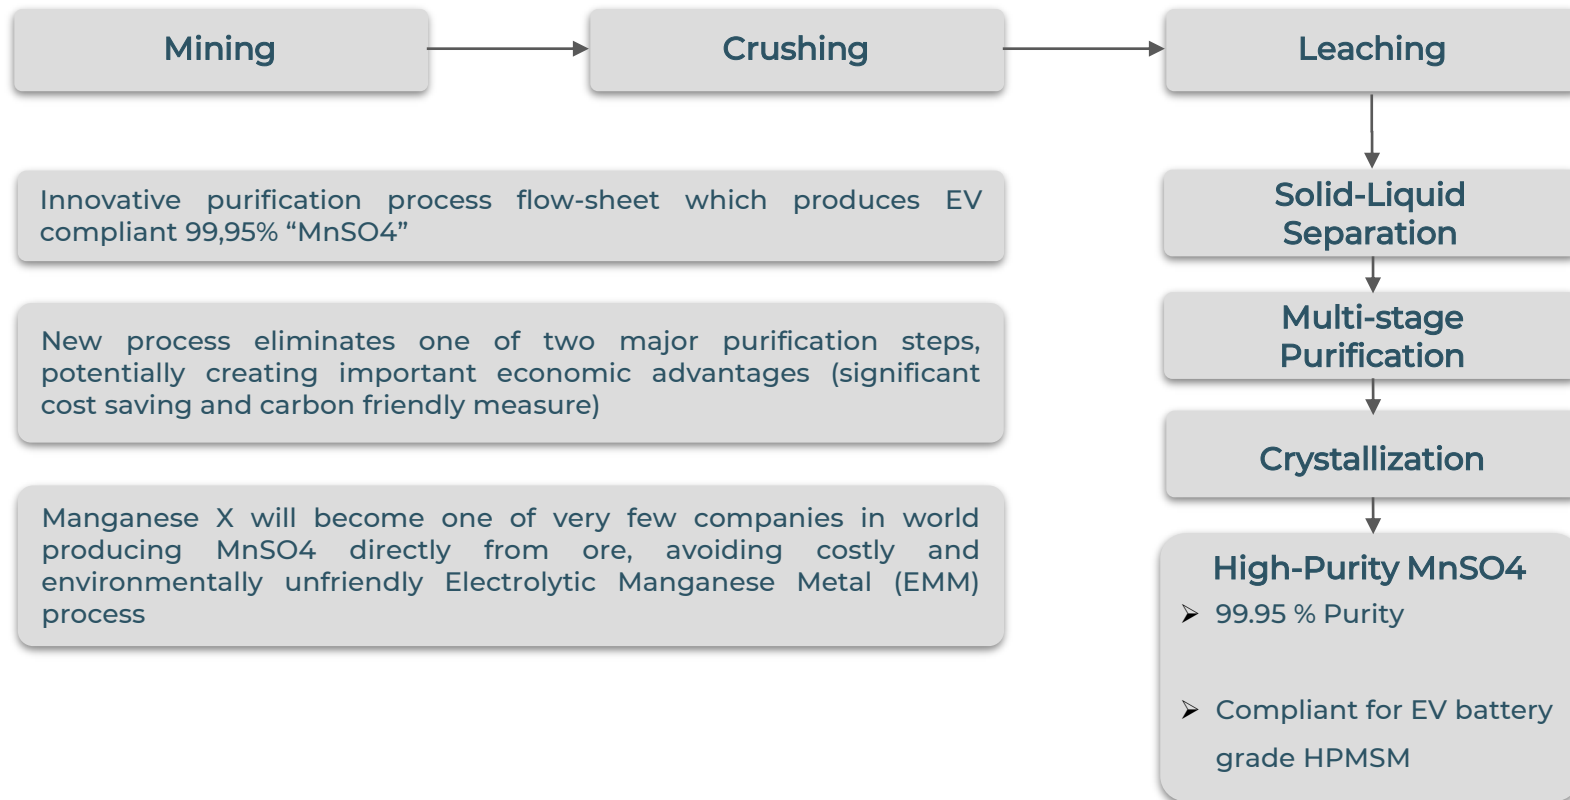 Mining
Crushing
Leaching
Innovative purification process flow-sheet which produces EV
compliant 99,95% “MnSO4”
New process eliminates one of two major purification steps,
potentially creating important economic advantages (significant
cost saving and carbon friendly measure)
Manganese X will become one of very few companies in world
producing MnSO4 directly from ore, avoiding costly and
environmentally unfriendly Electrolytic Manganese Metal (EMM)
process
Solid-Liquid
Separation
Multi-stage
Purification
Crystallization
High-Purity MnSO4
➢ 99.95 % Purity
➢ Compliant for EV battery
grade HPMSM